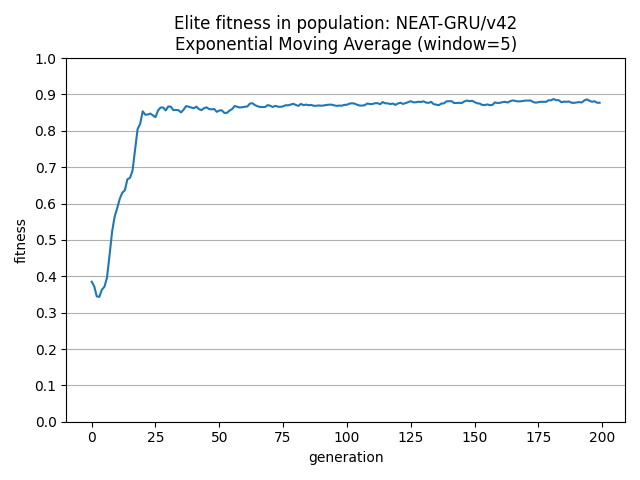 Elite fitness in population: NEAT-GRU/v42
Exponential Moving Average (window=5)
1.0
0.9
0.8
0.7
0.6
0.5
0.4
0.3
0.2
0.1
0.0
fitness
0 25 50 75 100 125 150 175 200
generation